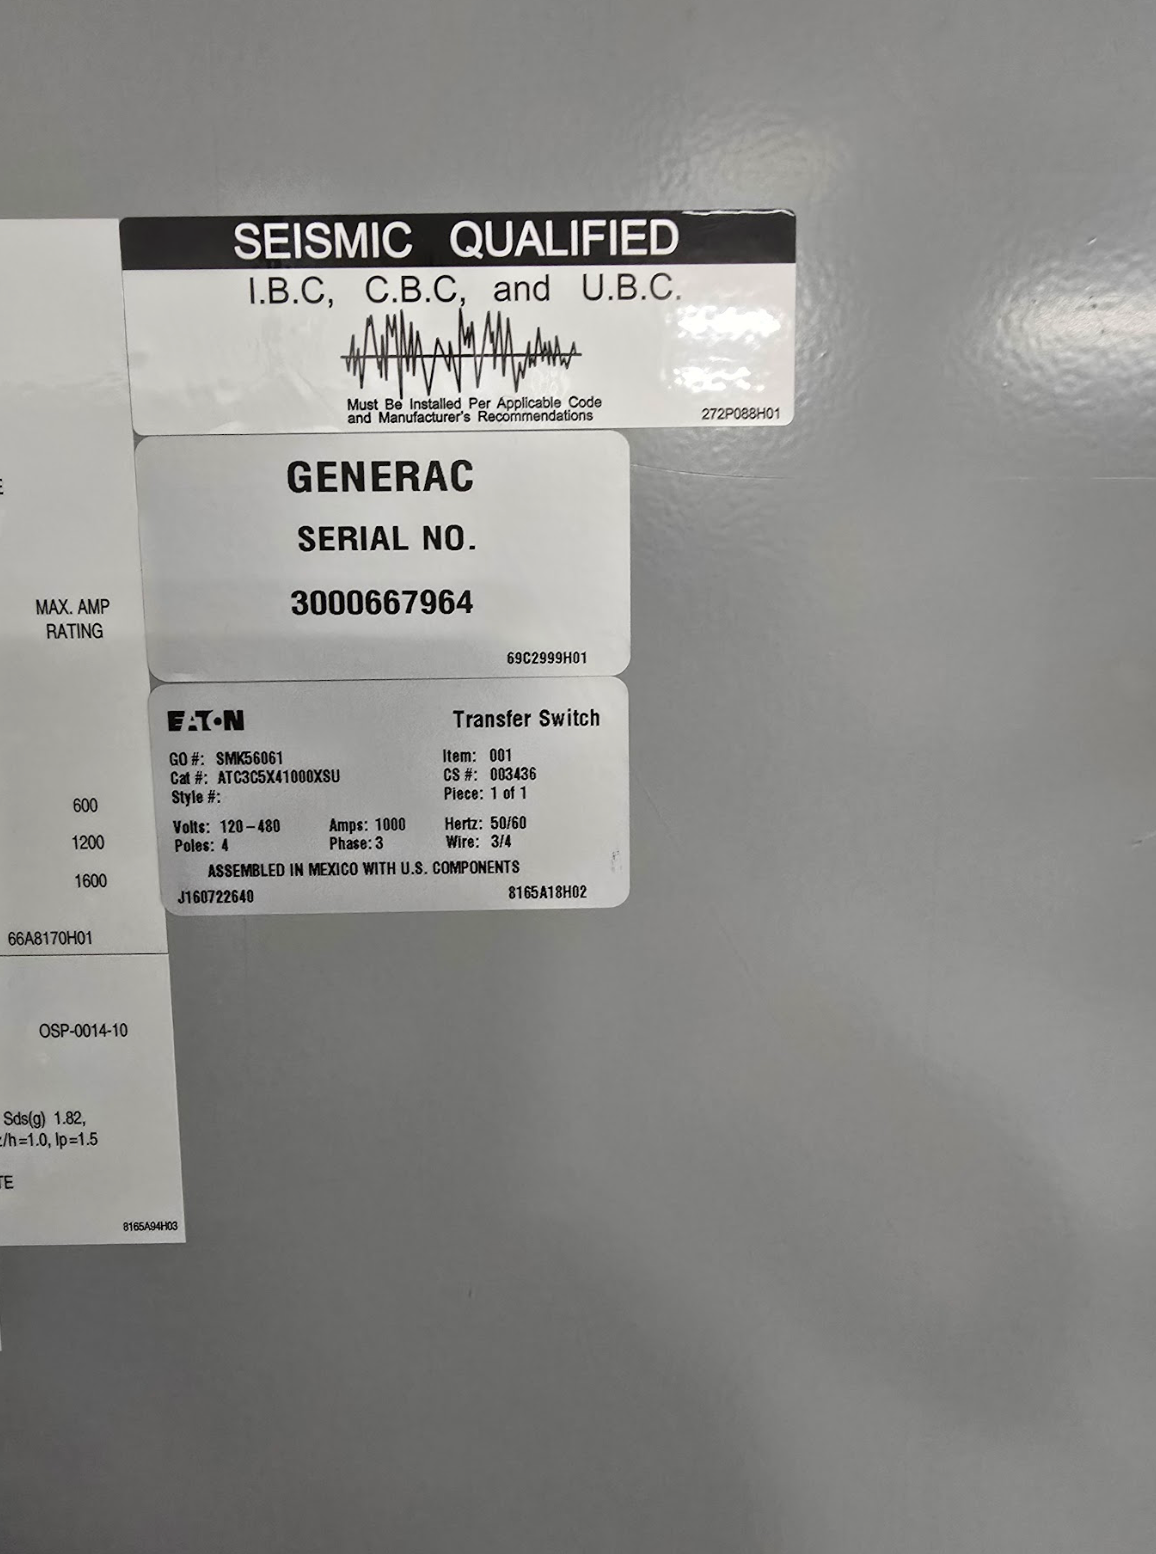 SEISMIC QUALIFIED
I.B.C, C.B.C, and U.B.C.
Must Be Installed Per Applicable Code
and Manufacturer's Recommendations
272P088H01
GENERAC
SERIAL NO.
3000667964
69C2999H01
EATON Transfer Switch
GO #: SMK56061 Item: 001
Cat #: ATC3C5X41000XSU CS #: 003436
Style #: Piece: 1 of 1
Volts: 120-480 Amps: 1000 Hertz: 50/60
Poles: 4 Phase: 3 Wire: 3/4
ASSEMBLED IN MEXICO WITH U.S. COMPONENTS
J160722640 8165A18H02
MAX. AMP
RATING
600
1200
1600
66A8170H01
OSP-0014-10
Sds(g) 1.82,
/h=1.0, Ip=1.5
TE
8165A94H03